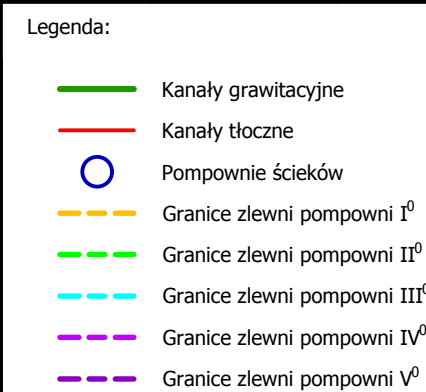 Legenda:
Kanały grawitacyjne
Kanały tłoczne
Pompownie ścieków
Granice zlewni pompowni I⁰
Granice zlewni pompowni II⁰
Granice zlewni pompowni III⁰
Granice zlewni pompowni IV⁰
Granice zlewni pompowni V⁰